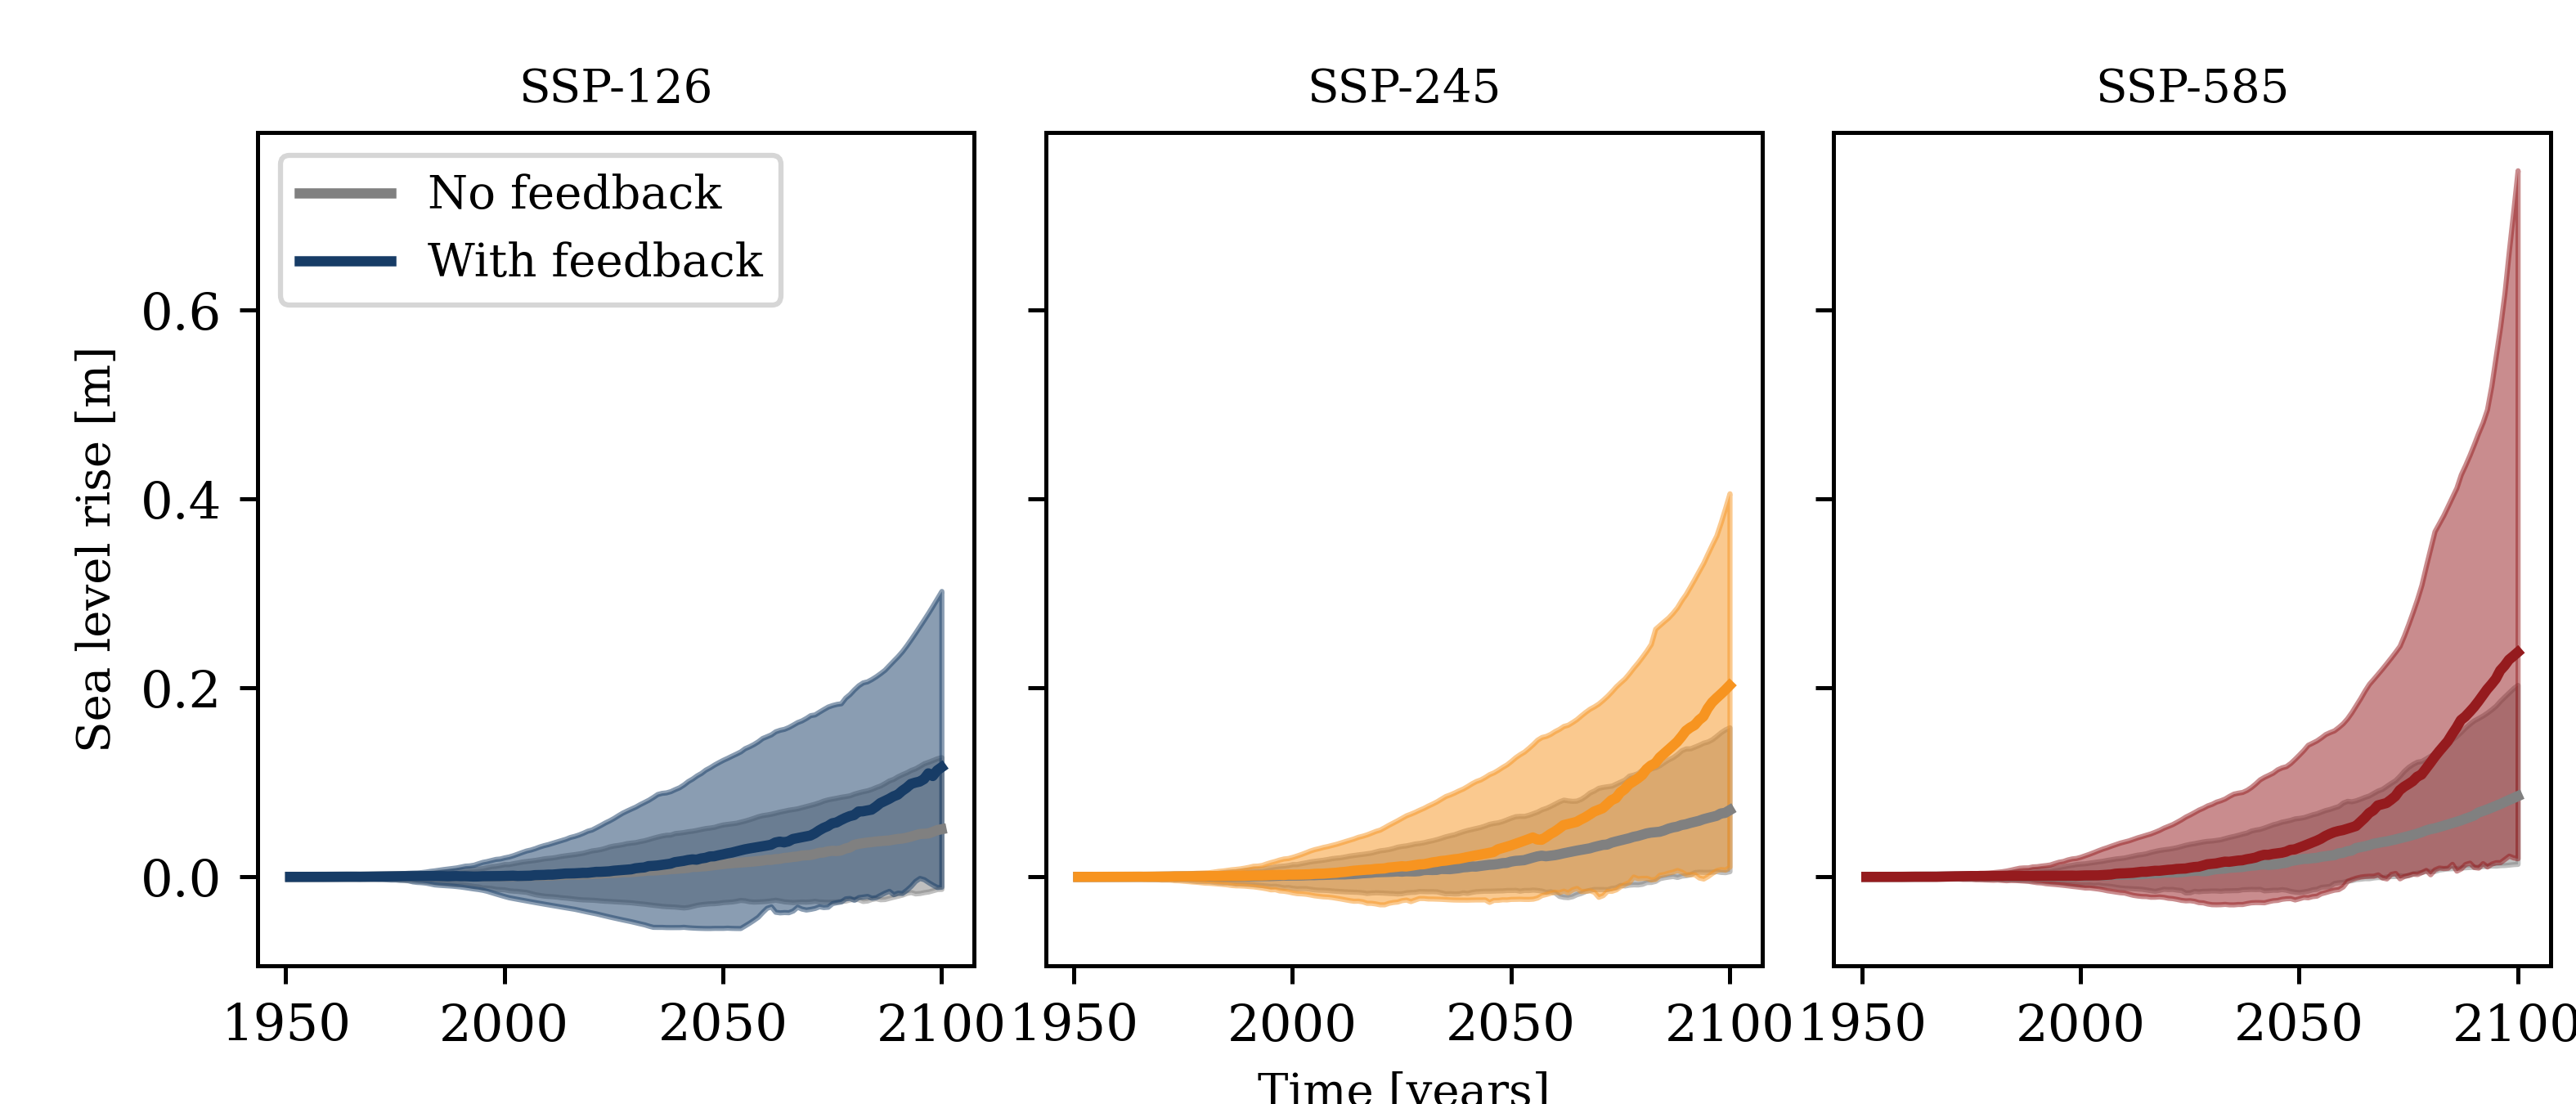 SSP-126 SSP-245 SSP-585
No feedback
With feedback
Sea level rise [m]
0.6
0.4
0.2
0.0
1950 2000 2050 2100 1950 2000 2050 2100 1950 2000 2050 2100
Time [years]